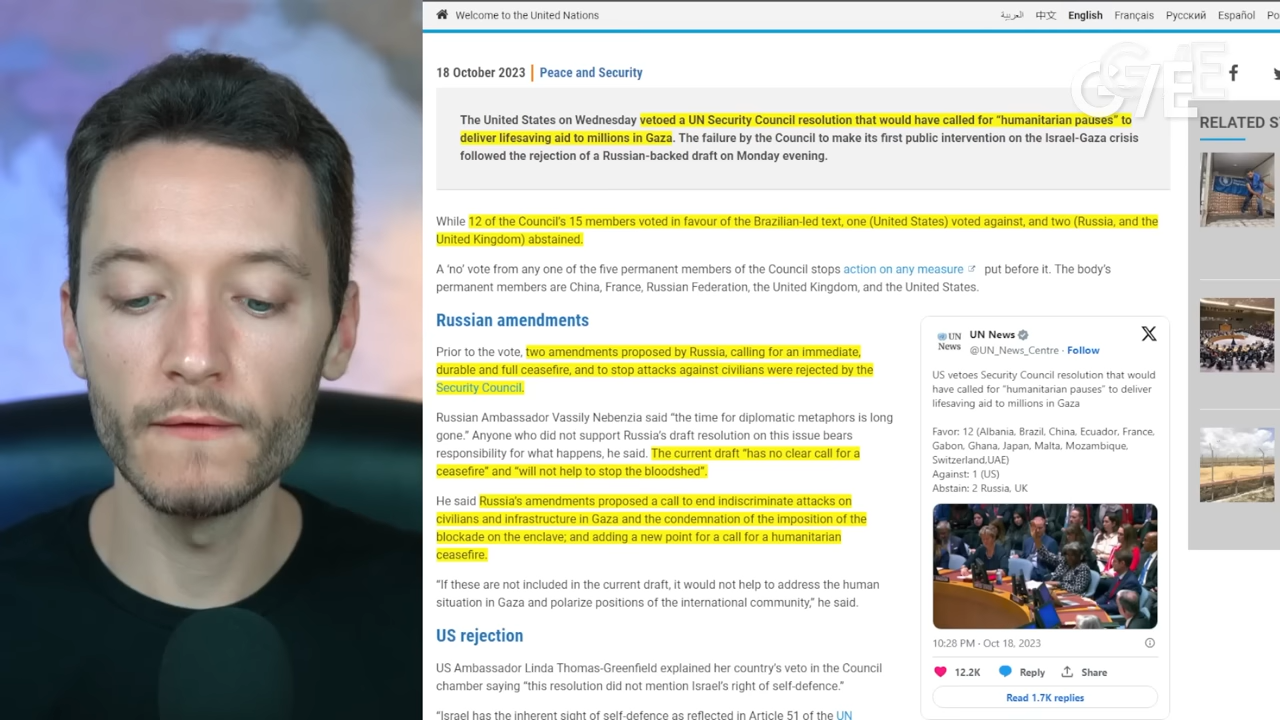 Welcome to the United Nations
العربية 中文 English Français Русский Español Po
18 October 2023 Peace and Security
The United States on Wednesday vetoed a UN Security Council resolution that would have called for “humanitarian pauses” to
deliver lifesaving aid to millions in Gaza. The failure by the Council to make its first public intervention on the Israel-Gaza crisis
followed the rejection of a Russian-backed draft on Monday evening.
RELATED S
While 12 of the Council’s 15 members voted in favour of the Brazilian-led text, one (United States) voted against, and two (Russia, and the
United Kingdom) abstained.
A ‘no’ vote from any one of the five permanent members of the Council stops action on any measure put before it. The body’s
permanent members are China, France, Russian Federation, the United Kingdom, and the United States.
Russian amendments
Prior to the vote, two amendments proposed by Russia, calling for an immediate,
durable and full ceasefire, and to stop attacks against civilians were rejected by the
Security Council.
Russian Ambassador Vassily Nebenzia said “the time for diplomatic metaphors is long
gone.” Anyone who did not support Russia’s draft resolution on this issue bears
responsibility for what happens, he said. The current draft “has no clear call for a
ceasefire” and “will not help to stop the bloodshed”.
He said Russia’s amendments proposed a call to end indiscriminate attacks on
civilians and infrastructure in Gaza and the condemnation of the imposition of the
blockade on the enclave; and adding a new point for a call for a humanitarian
ceasefire.
“If these are not included in the current draft, it would not help to address the human
situation in Gaza and polarize positions of the international community,” he said.
US rejection
US Ambassador Linda Thomas-Greenfield explained her country’s veto in the Council
chamber saying “this resolution did not mention Israel’s right of self-defence.”
“Israel has the inherent sight of self-defence as reflected in Article 51 of the UN
UN News
UN News
@UN_News_Centre · Follow
US vetoes Security Council resolution that would
have called for “humanitarian pauses” to deliver
lifesaving aid to millions in Gaza
Favor: 12 (Albania, Brazil, China, Ecuador, France,
Gabon, Ghana, Japan, Malta, Mozambique,
Switzerland,UAE)
Against: 1 (US)
Abstain: 2 Russia, UK
10:28 PM · Oct 18, 2023
12.2K Reply Share
Read 1.7K replies